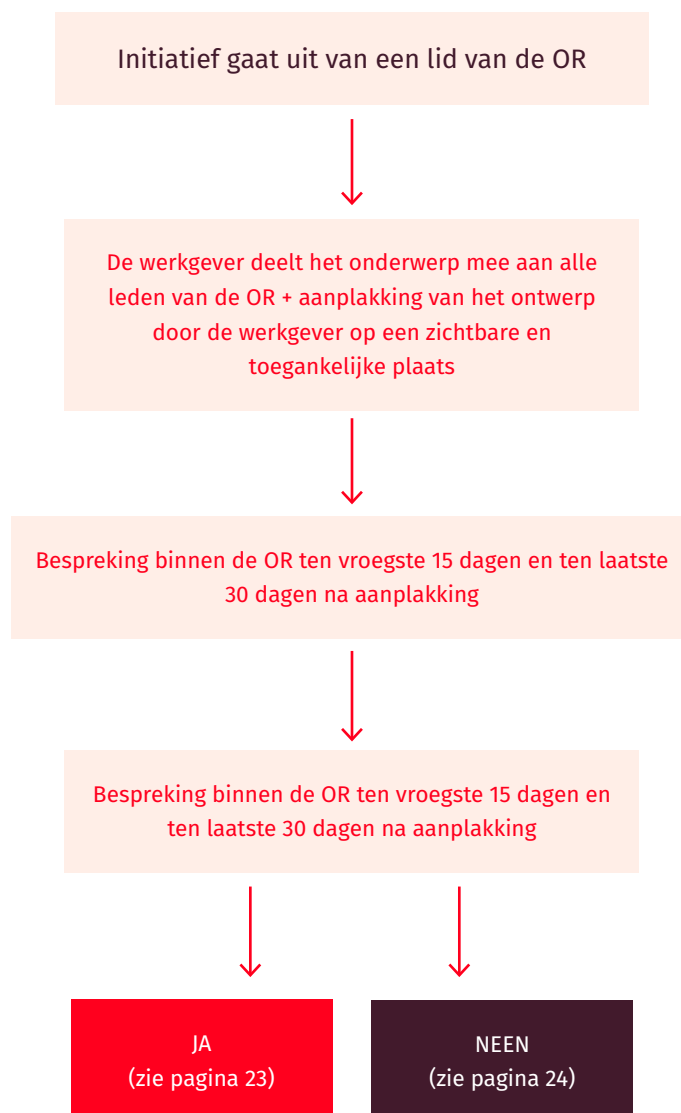 Initiatief gaat uit van een lid van de OR
De werkgever deelt het onderwerp mee aan alle
leden van de OR + aanplakking van het ontwerp
door de werkgever op een zichtbare en
toegankelijke plaats
Bespreking binnen de OR ten vroegste 15 dagen en ten laatste
30 dagen na aanplakking
Bespreking binnen de OR ten vroegste 15 dagen en
ten laatste 30 dagen na aanplakking
JA
(zie pagina 23)
NEEN
(zie pagina 24)